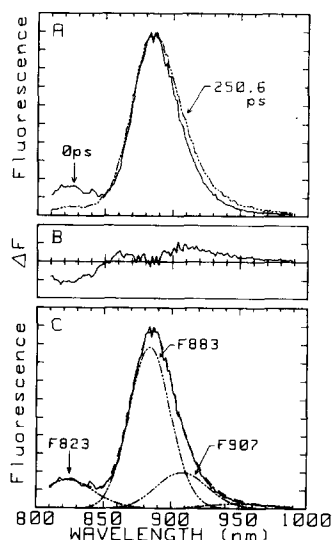 A
Fluorescence
250.6
ps
0ps
B
ΔF
C
Fluorescence
F883
F823
F907
800 850 900 950 1000
WAVELENGTH (nm)